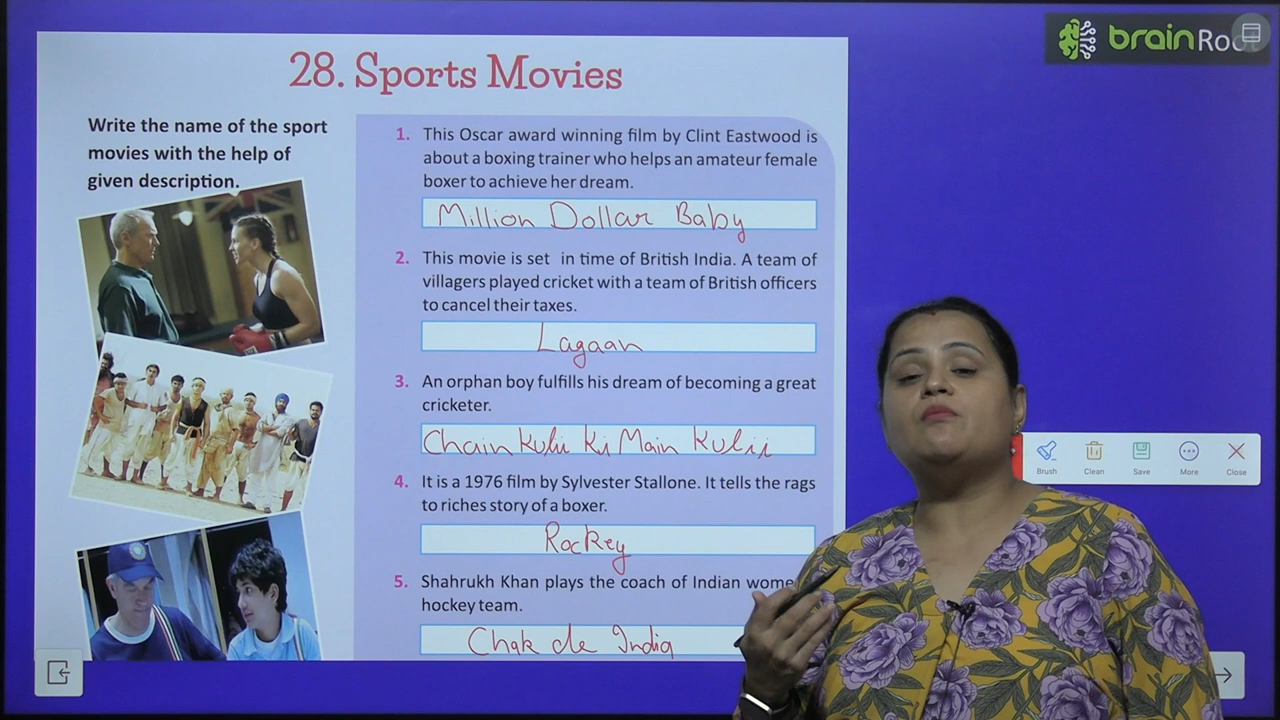 brainRoo
28. Sports Movies
Write the name of the sport
movies with the help of
given description.
1. This Oscar award winning film by Clint Eastwood is
about a boxing trainer who helps an amateur female
boxer to achieve her dream.
Million Dollar Baby
2. This movie is set in time of British India. A team of
villagers played cricket with a team of British officers
to cancel their taxes.
Lagaan
3. An orphan boy fulfills his dream of becoming a great
cricketer.
Chain Kulii Ki Main Kulii
4. It is a 1976 film by Sylvester Stallone. It tells the rags
to riches story of a boxer.
Rockey
5. Shahrukh Khan plays the coach of Indian wome
hockey team.
Chak de India
Brush Clean Save More Close